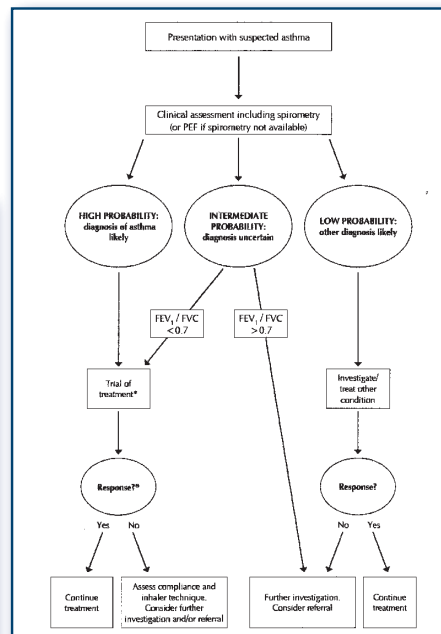 Presentation with suspected asthma
Clinical assessment including spirometry
(or PEF if spirometry not available)
HIGH PROBABILITY:
diagnosis of asthma
likely
INTERMEDIATE
PROBABILITY:
diagnosis uncertain
LOW PROBABILITY:
other diagnosis likely
FEV1 / FVC
<0.7
FEV1 / FVC
>0.7
Trial of
treatment*
Investigate/
treat other
condition
Response?*
Response?
Yes No
No Yes
Continue
treatment
Assess compliance and
inhaler technique.
Consider further
investigation and/or referral
Further investigation.
Consider referral
Continue
treatment